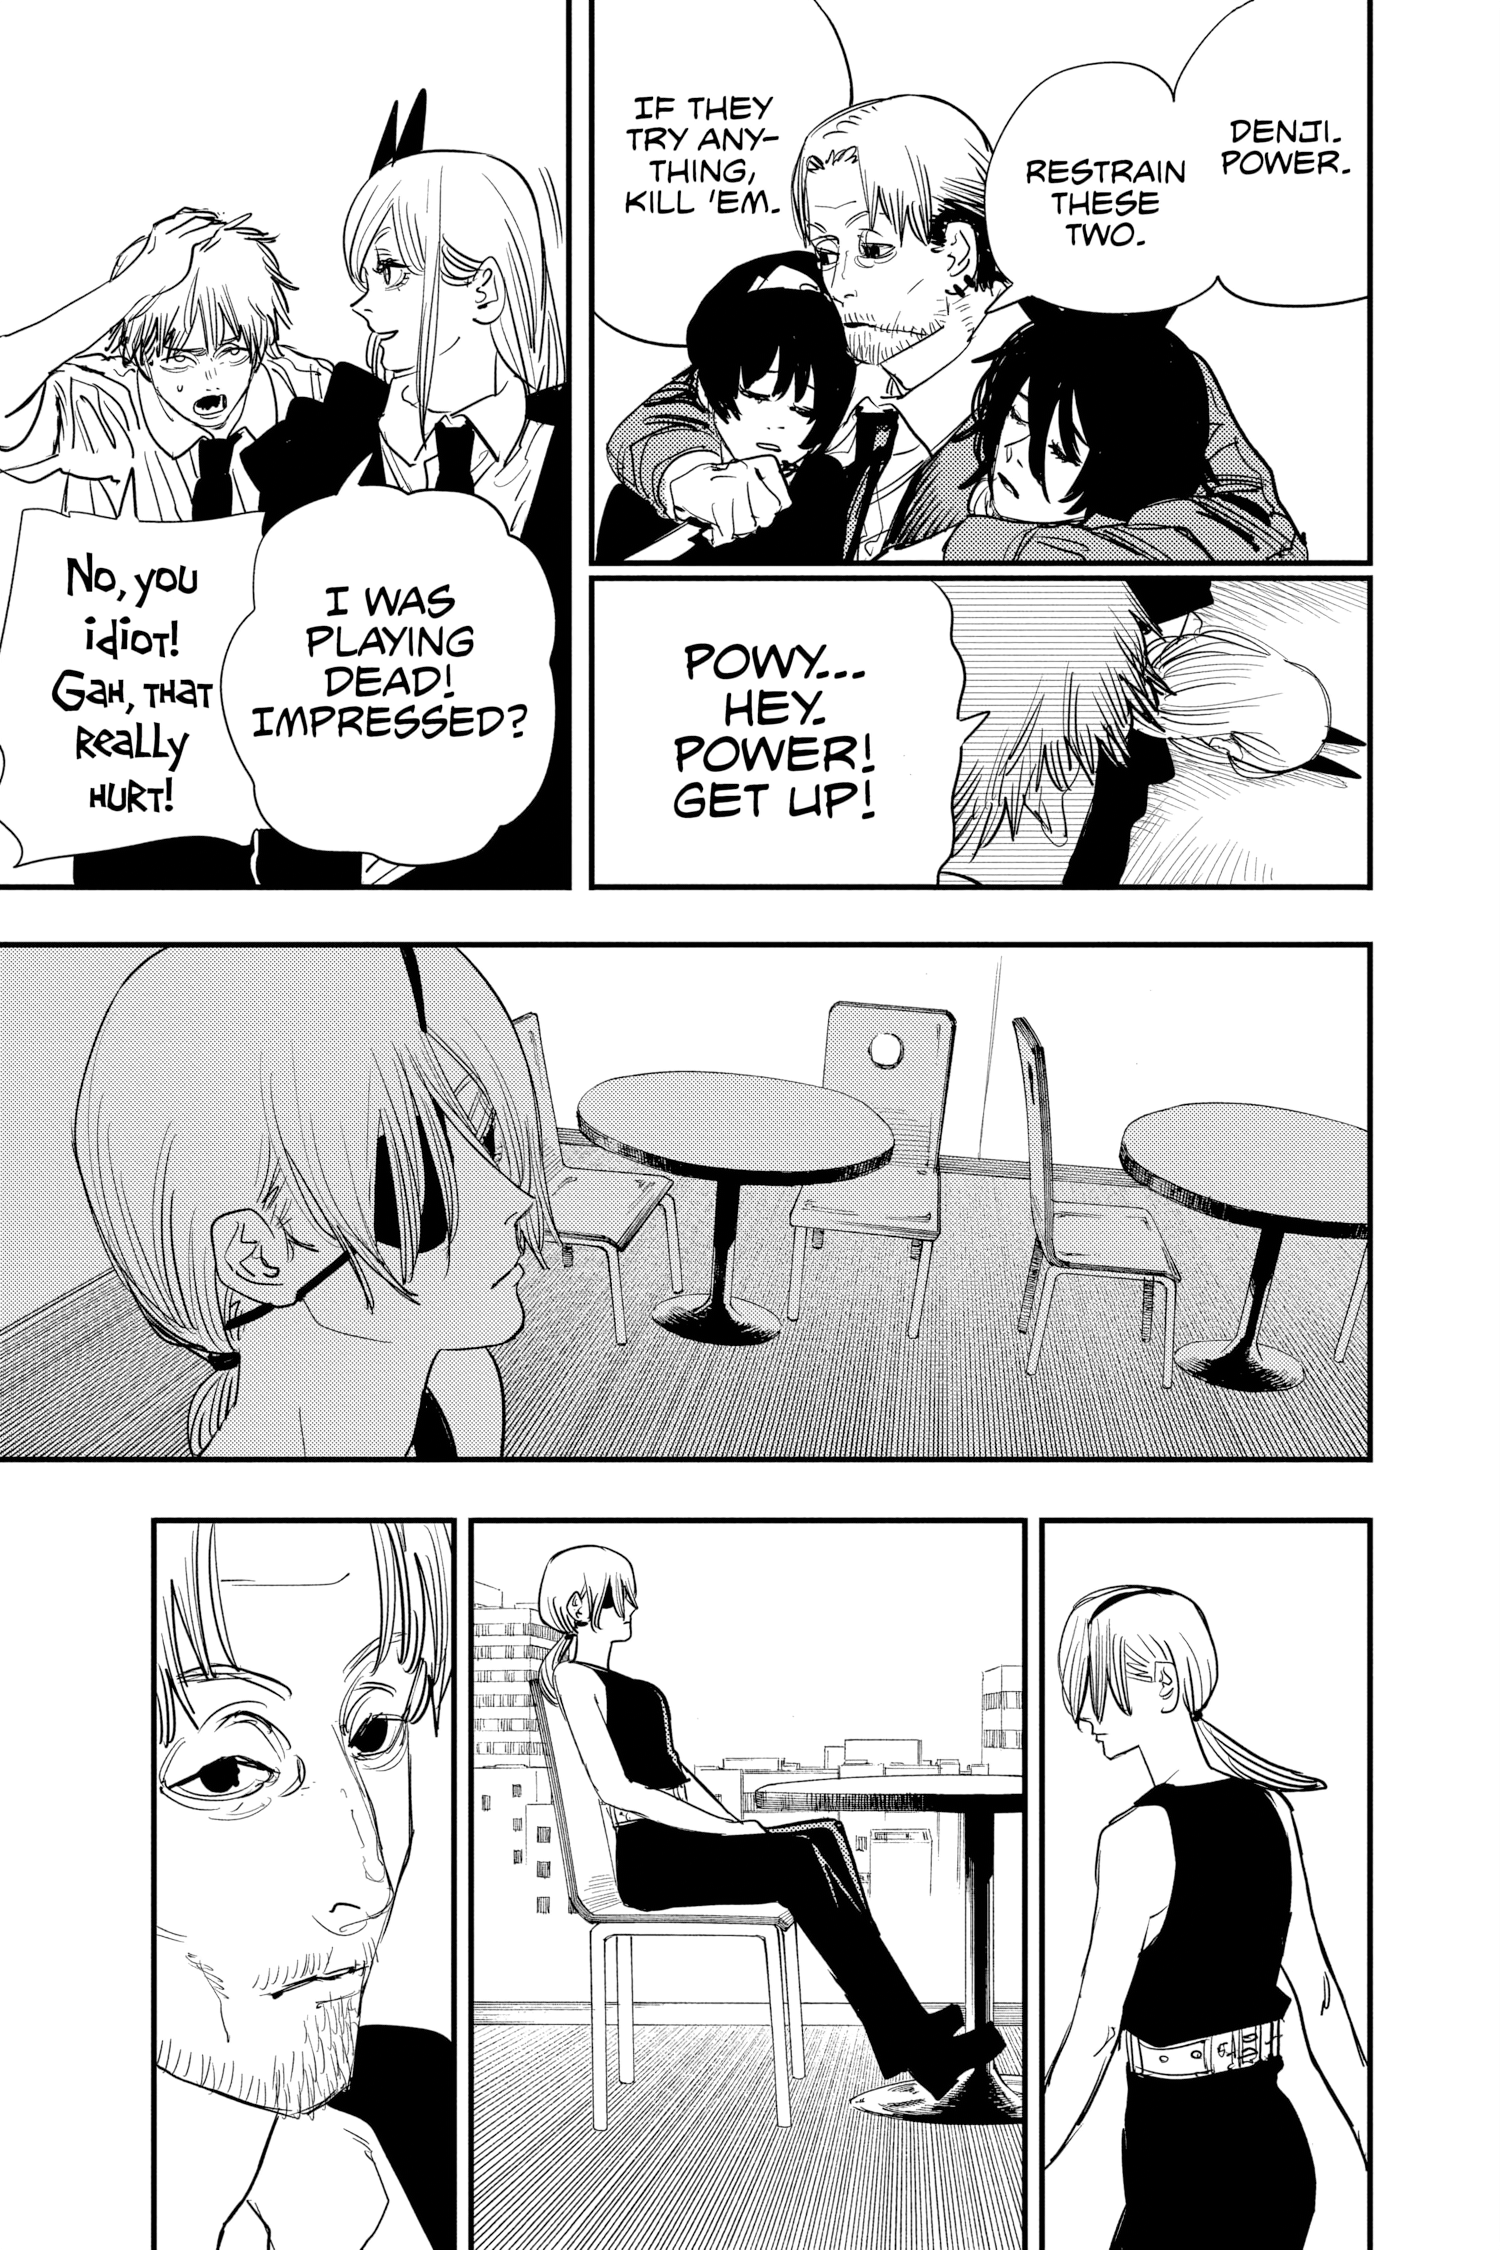 DENJI.
POWER.
RESTRAIN
THESE
TWO.
IF THEY
TRY ANY-
THING,
KILL 'EM.
POWY...
HEY.
POWER!
GET UP!
I WAS
PLAYING
DEAD!
IMPRESSED?
No, you
idiot!
Gah, that
really
hurt!